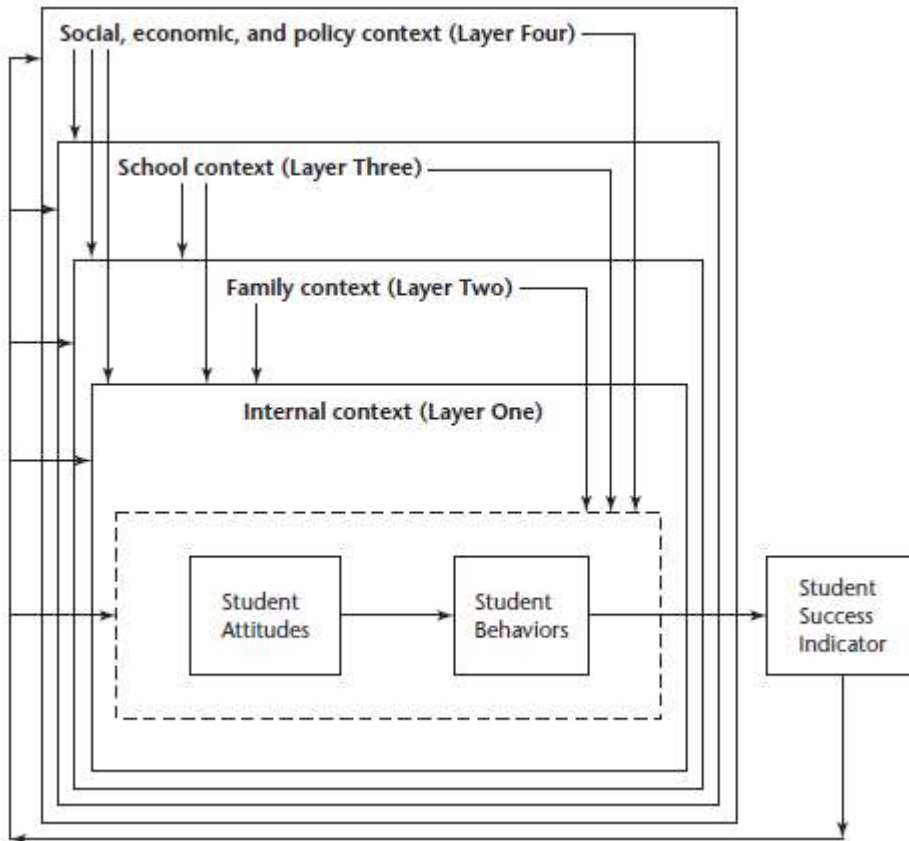 Social, economic, and policy context (Layer Four)
School context (Layer Three)
Family context (Layer Two)
Internal context (Layer One)
Student
Attitudes
Student
Behaviors
Student
Success
Indicator